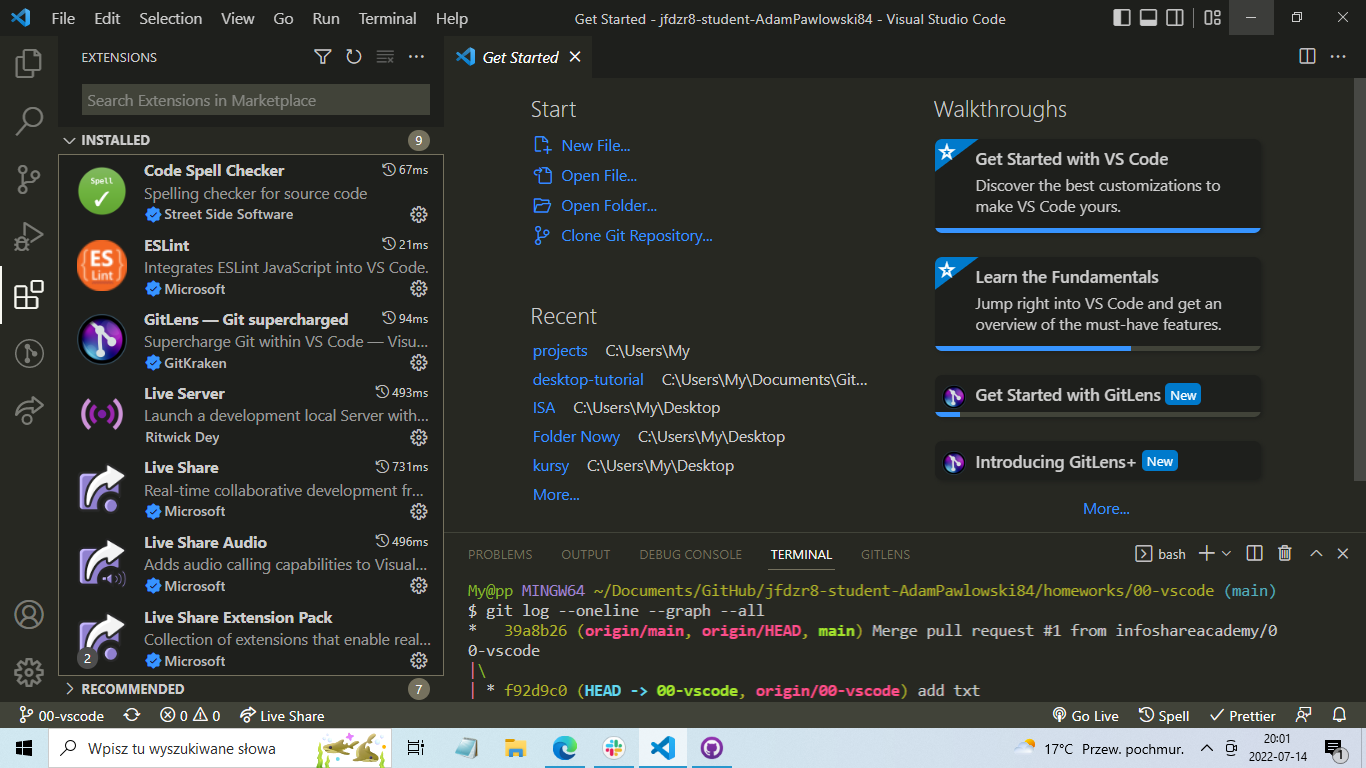 File Edit Selection View Go Run Terminal Help
Get Started - jfdzr8-student-AdamPawlowski84 - Visual Studio Code
EXTENSIONS
Search Extensions in Marketplace
INSTALLED 9
Code Spell Checker 67ms
Spelling checker for source code
Street Side Software
ESLint 21ms
Integrates ESLint JavaScript into VS Code.
Microsoft
GitLens — Git supercharged 94ms
Supercharge Git within VS Code — Visu...
GitKraken
Live Server 493ms
Launch a development local Server with...
Ritwick Dey
Live Share 731ms
Real-time collaborative development fr...
Microsoft
Live Share Audio 496ms
Adds audio calling capabilities to Visual...
Microsoft
Live Share Extension Pack
Collection of extensions that enable real...
2
Microsoft
RECOMMENDED 7
Spell
ES
Lint
Get Started
Start
New File...
Open File...
Open Folder...
Clone Git Repository...
Recent
projects C:\Users\My
desktop-tutorial C:\Users\My\Documents\Git...
ISA C:\Users\My\Desktop
Folder Nowy C:\Users\My\Desktop
kursy C:\Users\My\Desktop
More...
Walkthroughs
Get Started with VS Code
Discover the best customizations to
make VS Code yours.
Learn the Fundamentals
Jump right into VS Code and get an
overview of the must-have features.
Get Started with GitLens New
Introducing GitLens+ New
More...
PROBLEMS OUTPUT DEBUG CONSOLE TERMINAL GITLENS
bash
My@pp MINGW64 ~/Documents/GitHub/jfdzr8-student-AdamPawlowski84/homeworks/00-vscode (main)
$ git log --oneline --graph --all
*   39a8b26 (origin/main, origin/HEAD, main) Merge pull request #1 from infoshareacademy/0
0-vscode
|\
| * f92d9c0 (HEAD -> 00-vscode, origin/00-vscode) add txt
00-vscode 0 0 Live Share
Go Live Spell Prettier
Wpisz tu wyszukiwane słowa
17°C Przew. pochmur.
20:01
2022-07-14
1